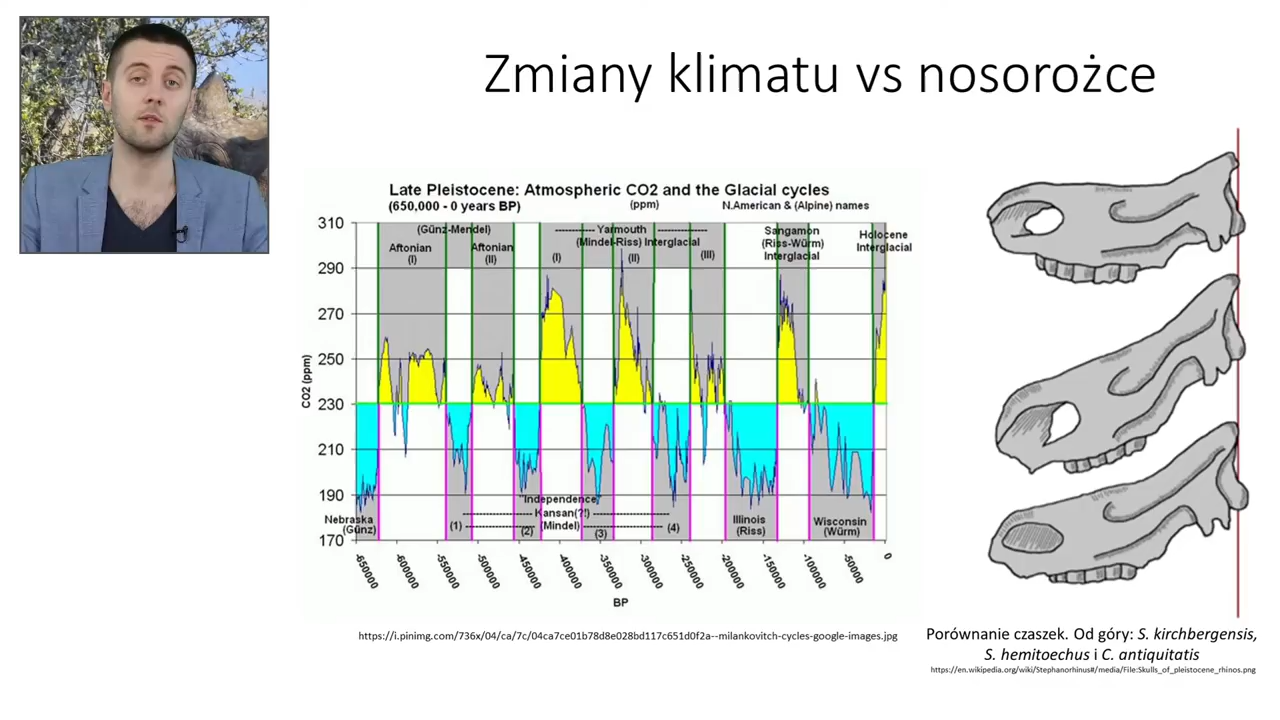 Zmiany klimatu vs nosorożce
Late Pleistocene: Atmospheric CO2 and the Glacial cycles
(650,000 - 0 years BP)
(ppm)
N.American & (Alpine) names
310
290
270
250
230
210
190
170
CO2 (ppm)
(Günz-Mendel)
Aftonian
(I)
Aftonian
(II)
---------- Yarmouth ------------
(Mindel-Riss) Interglacial
(I)
(II)
(III)
Sangamon
(Riss-Würm)
Interglacial
Holocene
Interglacial
Nebraska
(Günz)
"Independence,"
Kansan(?!)
(Mindel)
(1)
(2)
(3)
(4)
Illinois
(Riss)
Wisconsin
(Würm)
-650000
-600000
-550000
-500000
-450000
-400000
-350000
-300000
-250000
-200000
-150000
-100000
-50000
0
BP
https://i.pinimg.com/736x/04/ca/7c/04ca7ce01b78d8e028bd117c651d0f2a--milankovitch-cycles-google-images.jpg
Porównanie czaszek. Od góry: S. kirchbergensis,
S. hemitoechus i C. antiquitatis
https://en.wikipedia.org/wiki/Stephanorhinus#/media/File:Skulls_of_pleistocene_rhinos.png